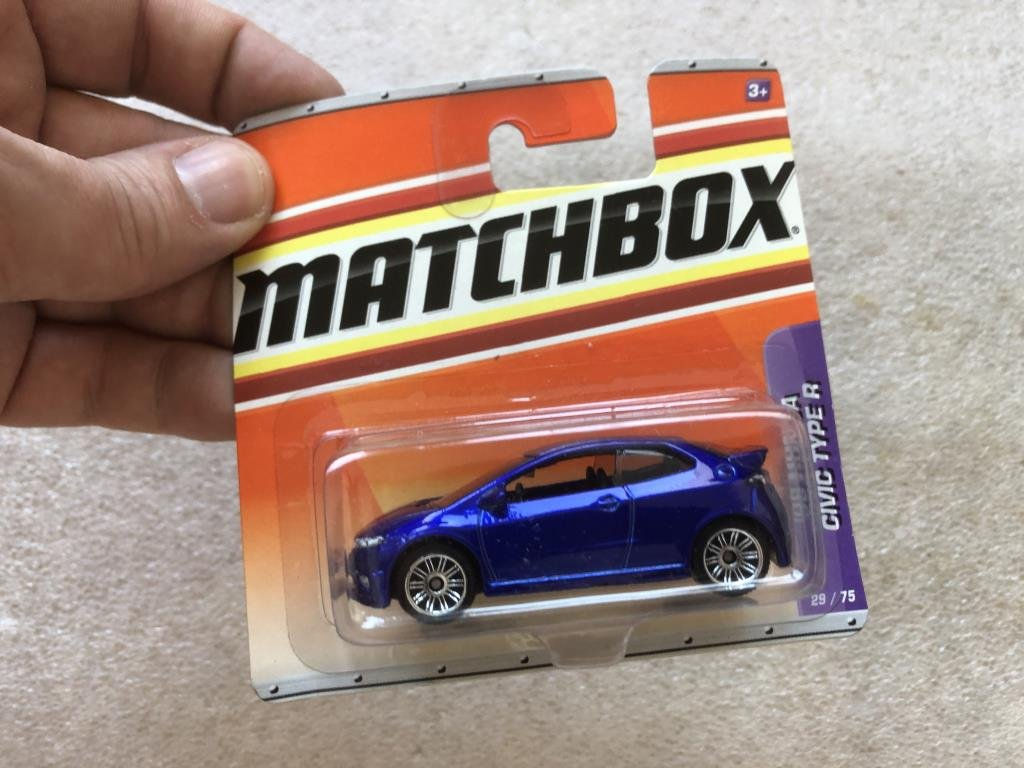 3+
MATCHBOX®
CIVIC TYPE R
29 / 75